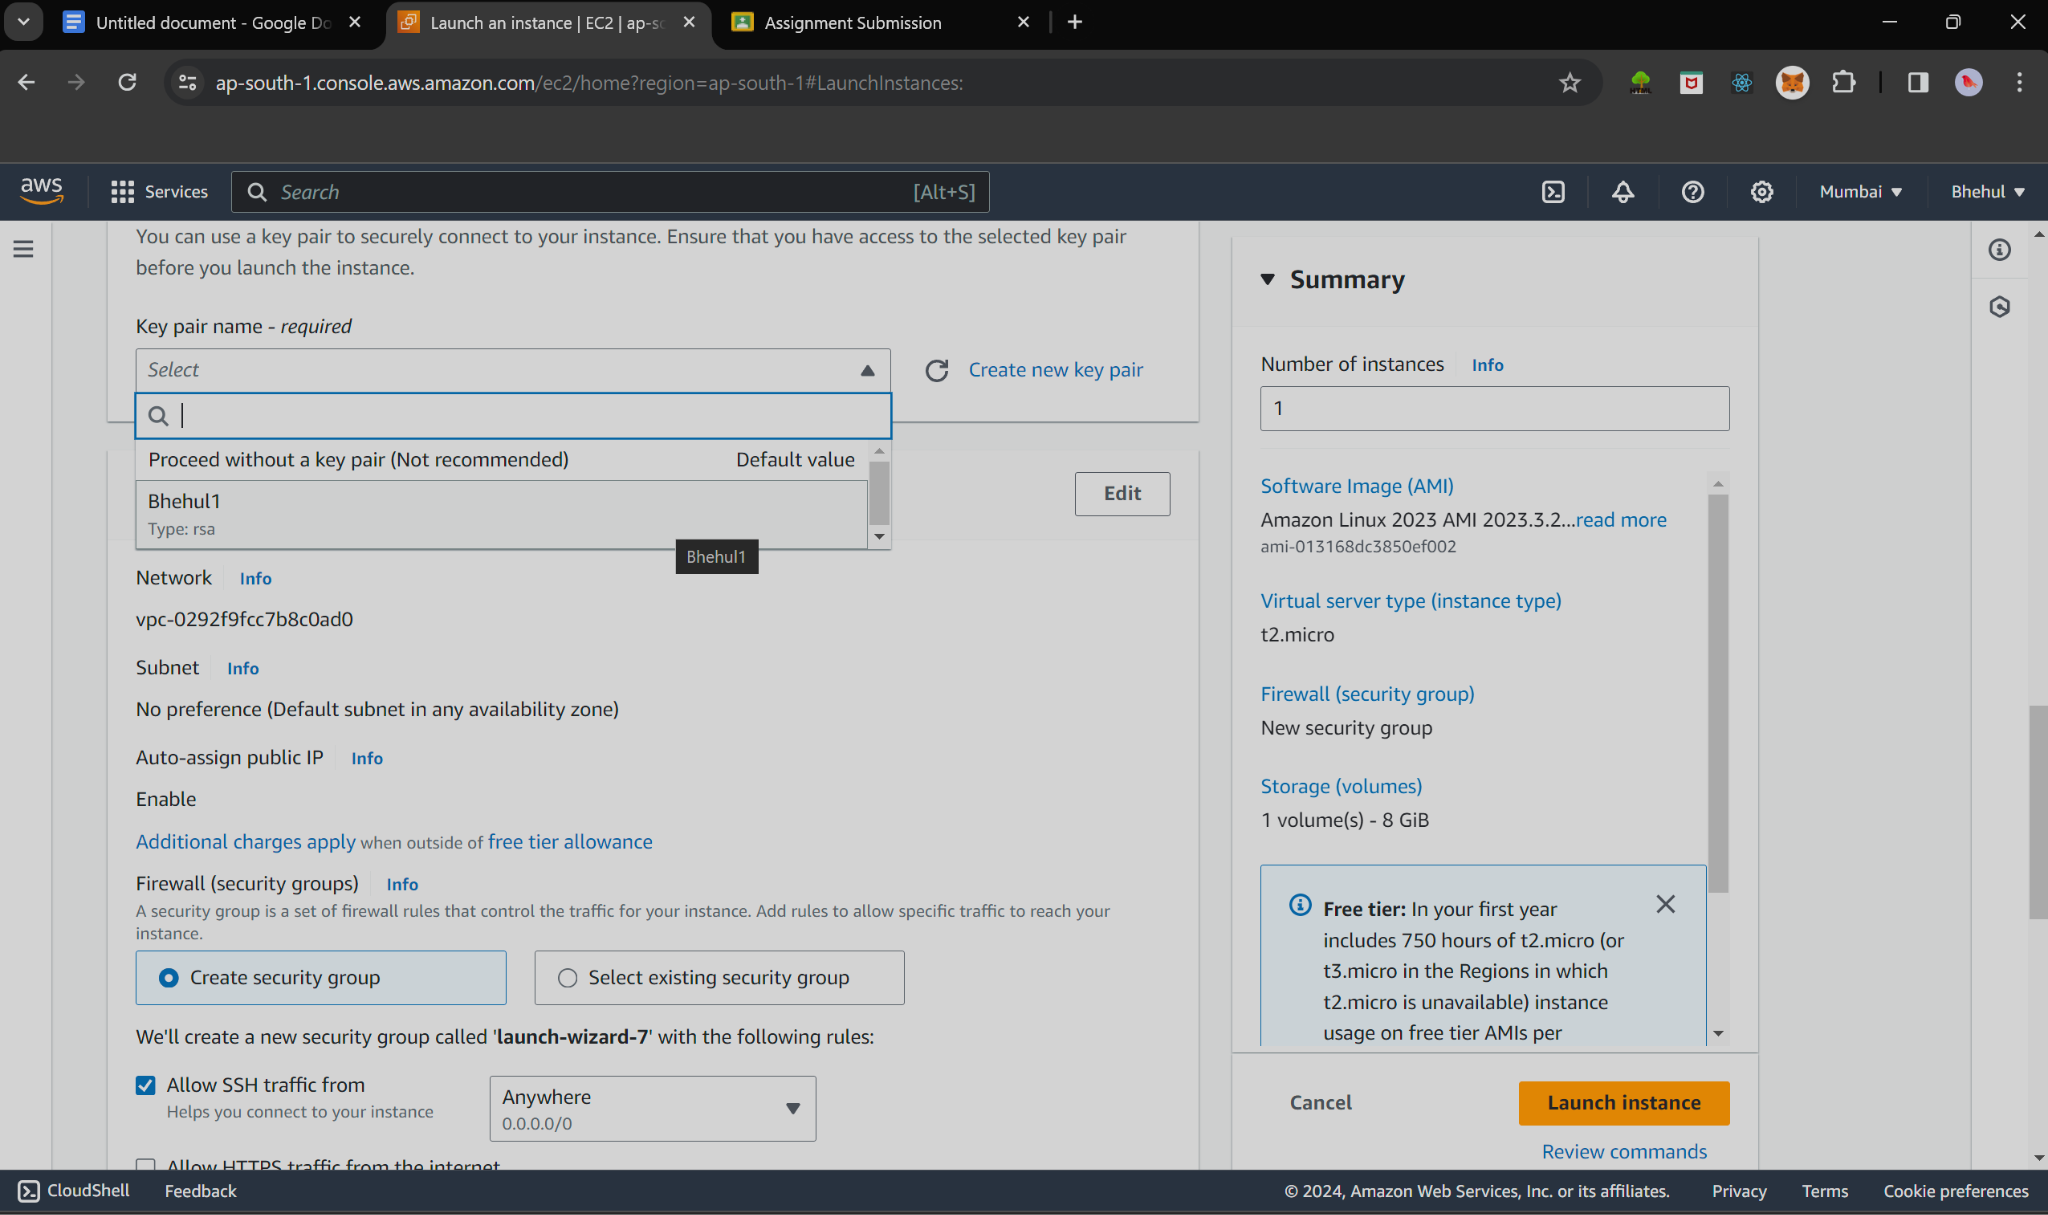 Untitled document - Google Do
Launch an instance | EC2 | ap-so
Assignment Submission
ap-south-1.console.aws.amazon.com/ec2/home?region=ap-south-1#LaunchInstances:
aws
Services
Search
[Alt+S]
Mumbai
Bhehul
You can use a key pair to securely connect to your instance. Ensure that you have access to the selected key pair
before you launch the instance.
Key pair name - required
Select
Create new key pair
Proceed without a key pair (Not recommended)
Default value
Bhehul1
Type: rsa
Bhehul1
Edit
Network
Info
vpc-0292f9fcc7b8c0ad0
Subnet
Info
No preference (Default subnet in any availability zone)
Auto-assign public IP
Info
Enable
Additional charges apply when outside of free tier allowance
Firewall (security groups)
Info
A security group is a set of firewall rules that control the traffic for your instance. Add rules to allow specific traffic to reach your
instance.
Create security group
Select existing security group
We'll create a new security group called 'launch-wizard-7' with the following rules:
Allow SSH traffic from
Helps you connect to your instance
Anywhere
0.0.0.0/0
Allow HTTPS traffic from the internet
Summary
Number of instances
Info
1
Software Image (AMI)
Amazon Linux 2023 AMI 2023.3.2...read more
ami-013168dc3850ef002
Virtual server type (instance type)
t2.micro
Firewall (security group)
New security group
Storage (volumes)
1 volume(s) - 8 GiB
Free tier: In your first year
includes 750 hours of t2.micro (or
t3.micro in the Regions in which
t2.micro is unavailable) instance
usage on free tier AMIs per
Cancel
Launch instance
Review commands
CloudShell
Feedback
© 2024, Amazon Web Services, Inc. or its affiliates.
Privacy
Terms
Cookie preferences